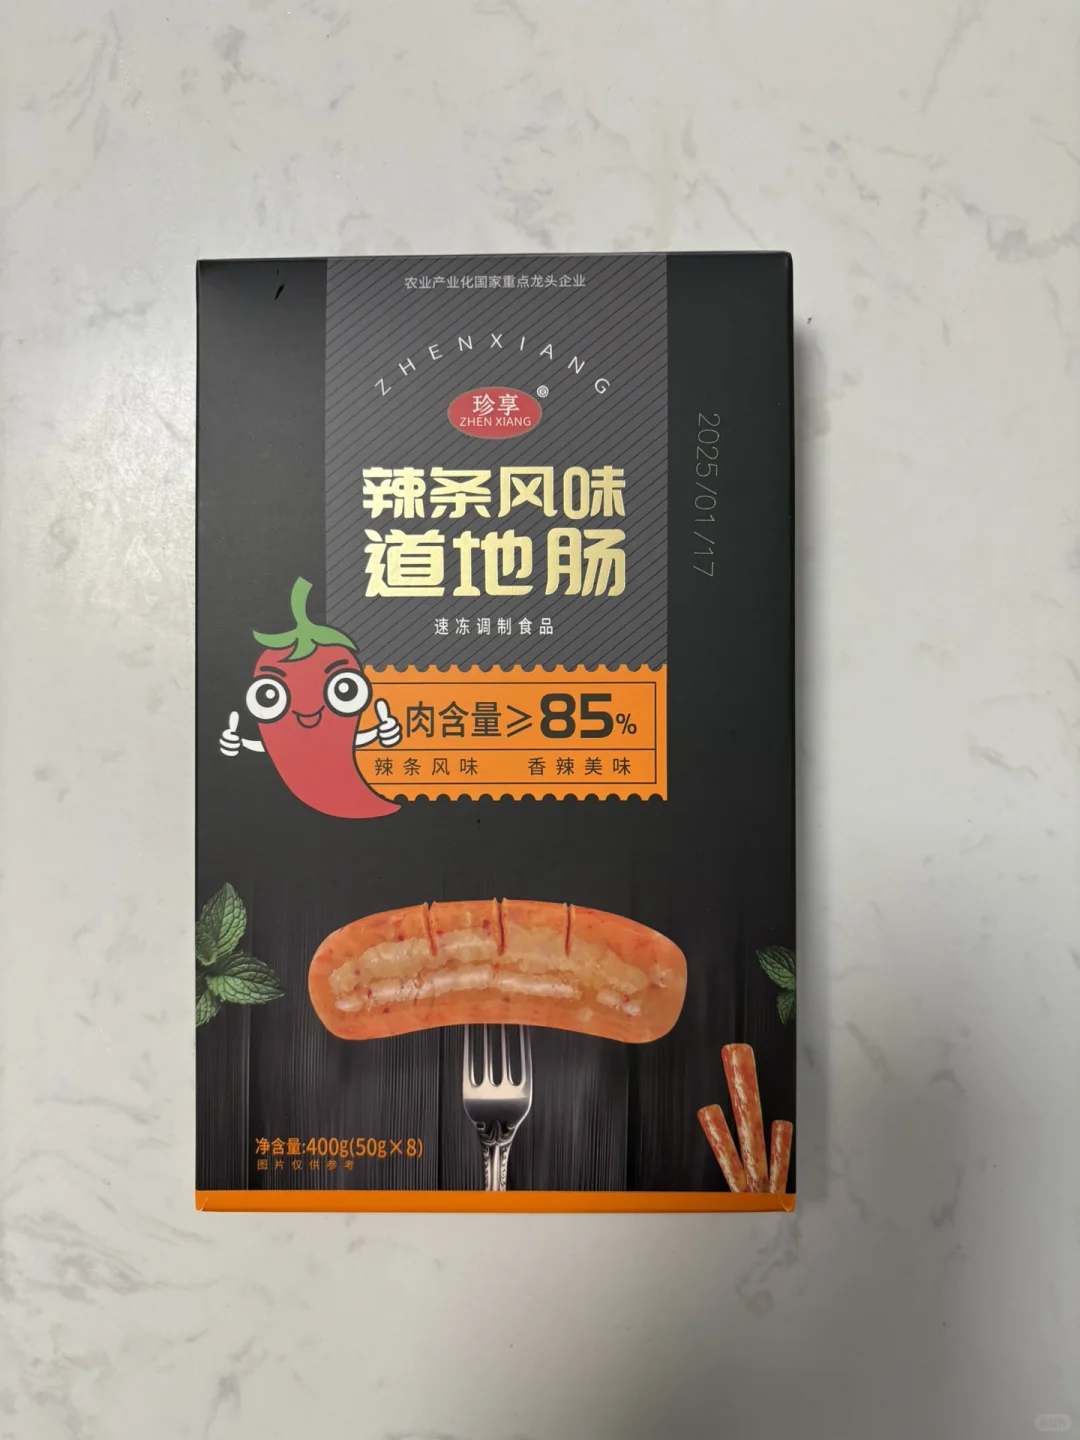 农业产业化国家重点龙头企业
ZHENXIANG
珍享®
ZHEN XIANG
辣条风味
道地肠
速冻调制食品
肉含量≥85%
辣条风味 香辣美味
2025/01/17
净含量:400g(50g×8)
图片仅供参考